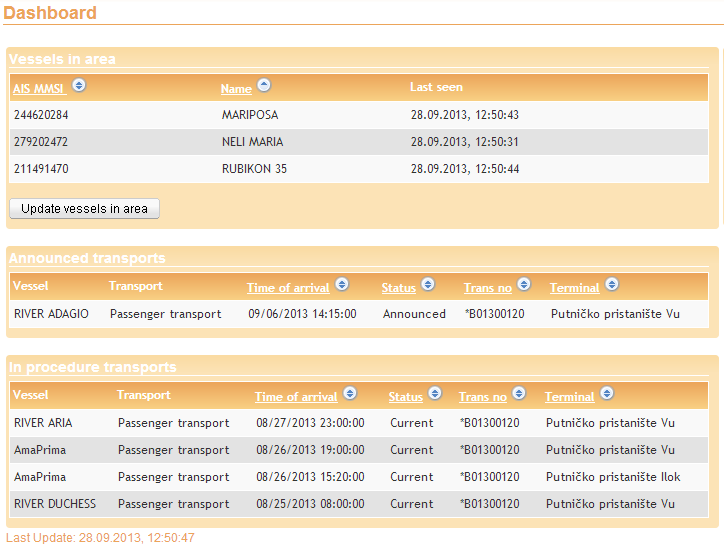 Dashboard
Vessels in area
AIS MMSI Name Last seen
244620284 MARIPOSA 28.09.2013, 12:50:43
279202472 NELI MARIA 28.09.2013, 12:50:31
211491470 RUBIKON 35 28.09.2013, 12:50:44
Update vessels in area
Announced transports
Vessel Transport Time of arrival Status Trans no Terminal
RIVER ADAGIO Passenger transport 09/06/2013 14:15:00 Announced *B01300120 Putničko pristanište Vu
In procedure transports
Vessel Transport Time of arrival Status Trans no Terminal
RIVER ARIA Passenger transport 08/27/2013 23:00:00 Current *B01300120 Putničko pristanište Vu
AmaPrima Passenger transport 08/26/2013 19:00:00 Current *B01300120 Putničko pristanište Vu
AmaPrima Passenger transport 08/26/2013 15:20:00 Current *B01300120 Putničko pristanište Ilok
RIVER DUCHESS Passenger transport 08/25/2013 08:00:00 Current *B01300120 Putničko pristanište Vu
Last Update: 28.09.2013, 12:50:47